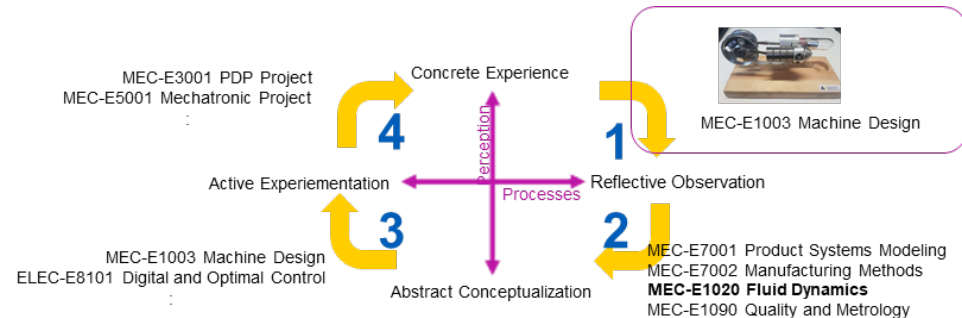 MEC-E3001 PDP Project
MEC-E5001 Mechatronic Project
:
Concrete Experience
MEC-E1003 Machine Design
4
1
Perception
Active Experiementation
Reflective Observation
Processes
3
2
MEC-E1003 Machine Design
ELEC-E8101 Digital and Optimal Control
:
Abstract Conceptualization
MEC-E7001 Product Systems Modeling
MEC-E7002 Manufacturing Methods
MEC-E1020 Fluid Dynamics
MEC-E1090 Quality and Metrology